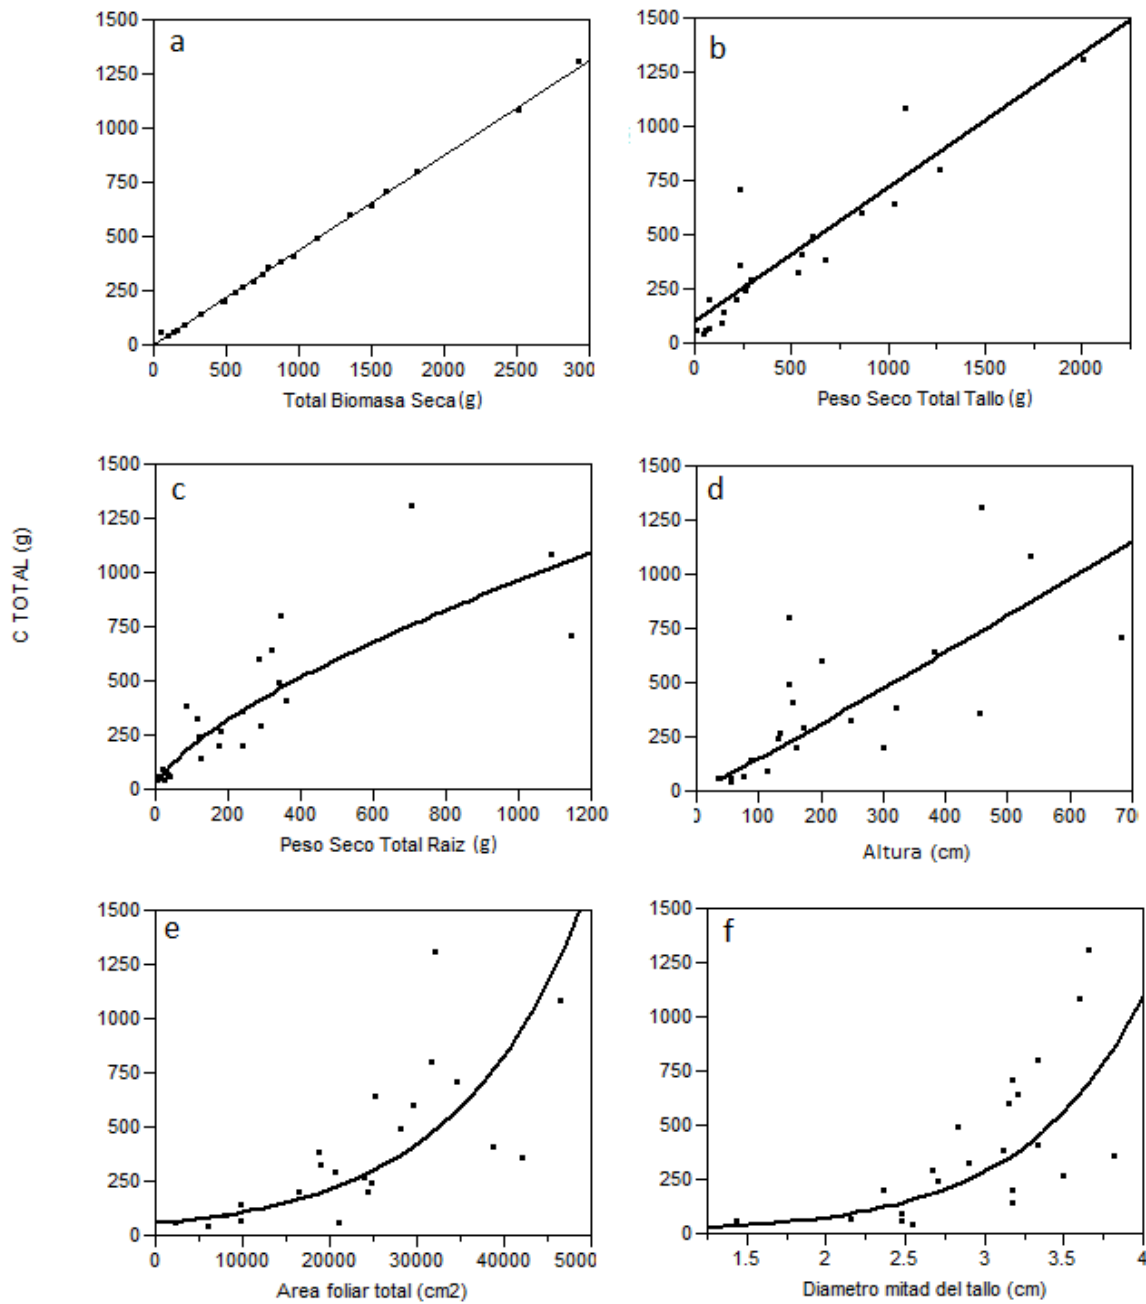 1500
1250
1000
750
500
250
0
a
0 500 1000 1500 2000 2500 300
Total Biomasa Seca (g)
1500
1250
1000
750
500
250
0
b
0 500 1000 1500 2000
Peso Seco Total Tallo (g)
C TOTAL (g)
1500
1250
1000
750
500
250
0
c
0 200 400 600 800 1000 1200
Peso Seco Total Raiz (g)
1500
1250
1000
750
500
250
0
d
0 100 200 300 400 500 600 70
Altura (cm)
1500
1250
1000
750
500
250
0
e
0 10000 20000 30000 40000 50000
Area foliar total (cm2)
1500
1250
1000
750
500
250
0
f
1.5 2 2.5 3 3.5 4
Diametro mitad del tallo (cm)